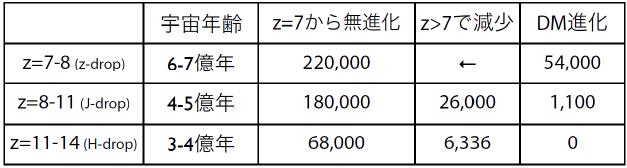 宇宙年齢 z=7から無進化 z>7で減少 DM進化
z=7-8 (z-drop) 6-7億年 220,000 ← 54,000
z=8-11 (J-drop) 4-5億年 180,000 26,000 1,100
z=11-14 (H-drop) 3-4億年 68,000 6,336 0